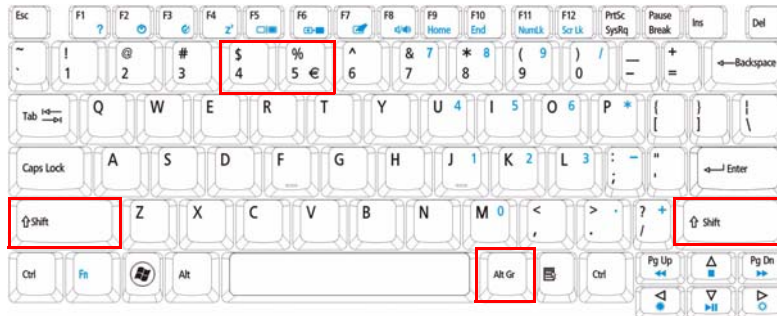 Esc F1 ? F2 F3 F4 zᶻ F5 F6 F7 F8 F9 Home F10 End F11 NumLk F12 Scr Lk PrtSc SysRq Pause Break Ins Del
~ ` ! 1 @ 2 # 3 $ 4 % 5 € ^ 6 & 7 7 * 8 8 ( 9 9 ) 0 / _ - + = Backspace
Tab Q W E R T Y U 4 I 5 O 6 P * { [ } ] ¦ \
Caps Lock A S D F G H J 1 K 2 L 3 : ; - " ' Enter
⇧Shift Z X C V B N M 0 < , > . . ? / + ⇧ Shift
Ctrl Fn Alt Alt Gr Ctrl Pg Up Pg Dn